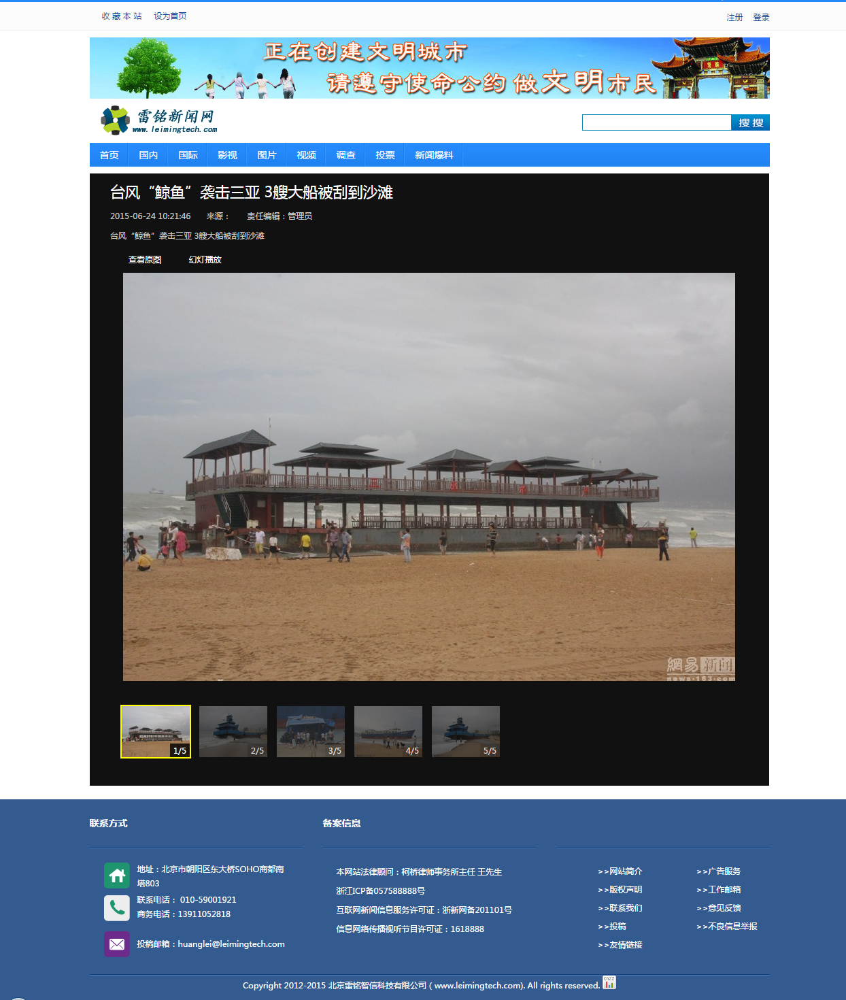 收 藏 本 站 设为首页
注册 登录
正在创建文明城市
请遵守使命公约 做文明市民
雷铭新闻网
www.leimingtech.com
搜 搜
首页 国内 国际 影视 图片 视频 调查 投票 新闻爆料
台风“鲸鱼”袭击三亚 3艘大船被刮到沙滩
2015-06-24 10:21:46 来源： 责任编辑：管理员
台风“鲸鱼”袭击三亚 3艘大船被刮到沙滩
查看原图 幻灯播放
網易新闻
news.163.com
1/5 2/5 3/5 4/5 5/5
联系方式
地址：北京市朝阳区东大桥SOHO商都南
塔803
联系电话： 010-59001921
商务电话：13911052818
投稿邮箱：huanglei@leimingtech.com
备案信息
本网站法律顾问：柯桥律师事务所主任 王先生
浙江ICP备057588888号
互联网新闻信息服务许可证：浙新网备201101号
信息网络传播视听节目许可证：1618888
>>网站简介 >>广告服务
>>版权声明 >>工作邮箱
>>联系我们 >>意见反馈
>>投稿 >>不良信息举报
>>友情链接
Copyright 2012-2015 北京雷铭智信科技有限公司 ( www.leimingtech.com). All rights reserved.
CNZZ